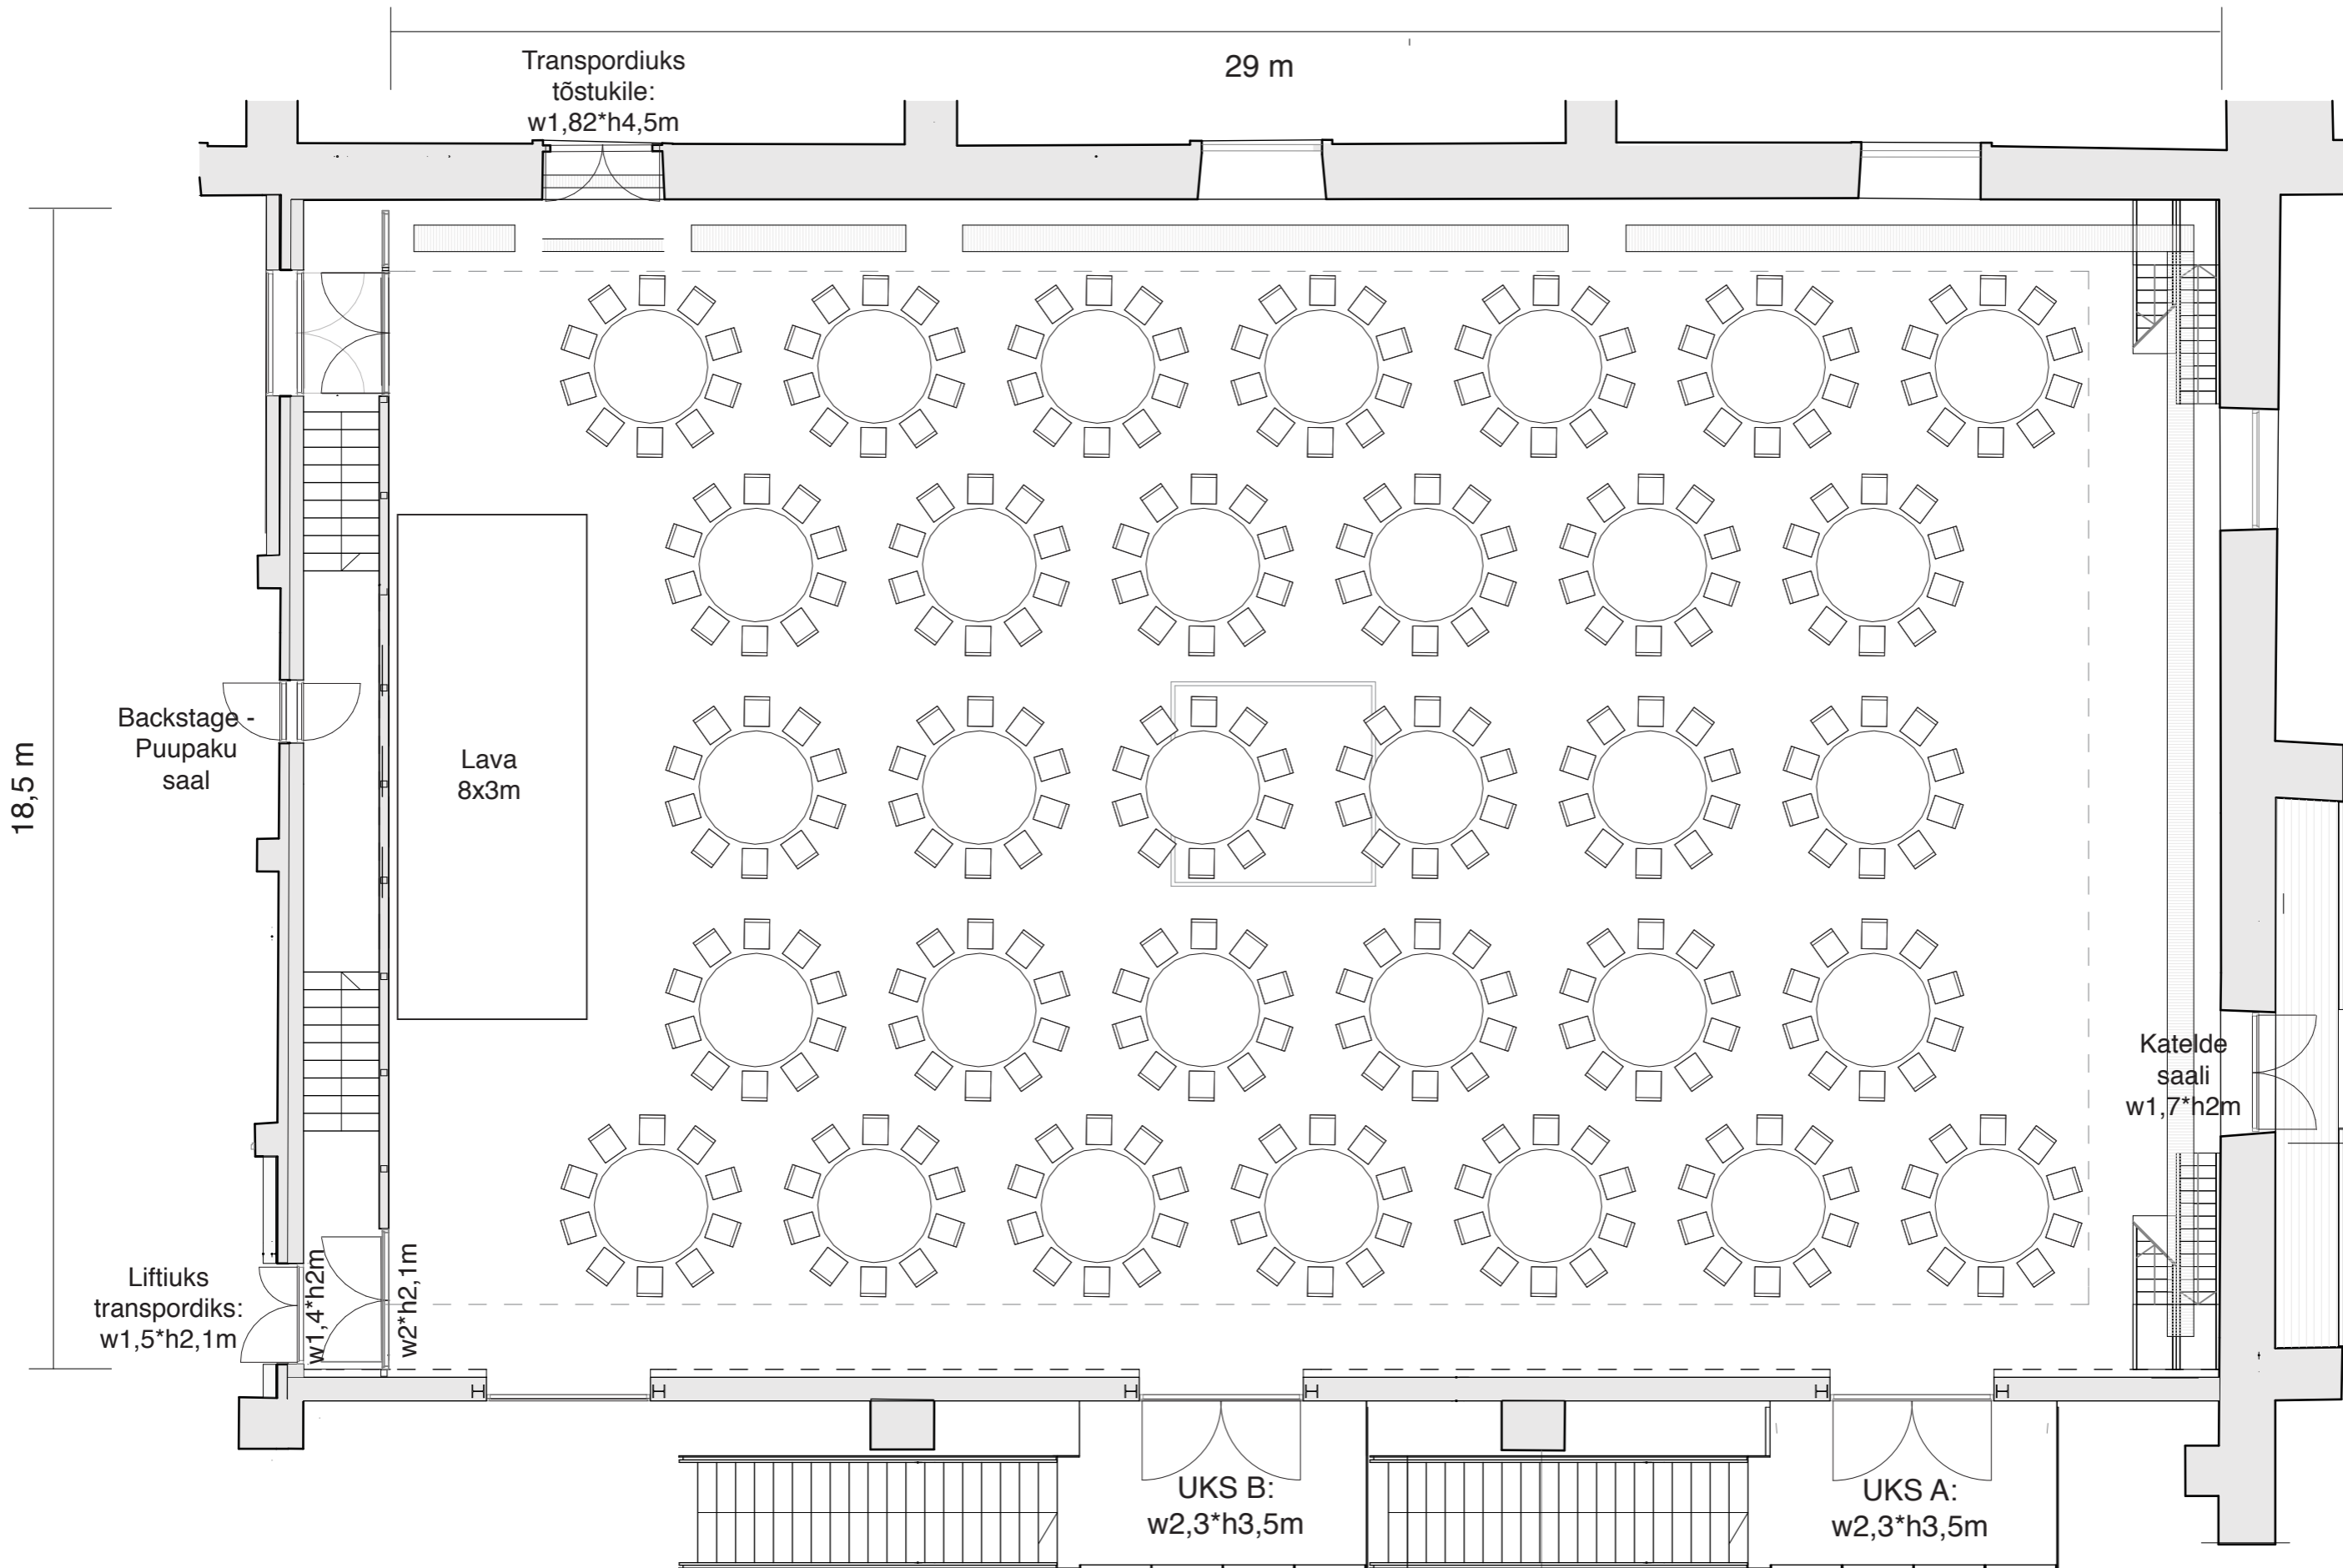 29 m
Transpordiuks
tõstukile:
w1,82*h4,5m
18,5 m
Backstage -
Puupaku
saal
Lava
8x3m
Katelde
saali
w1,7*h2m
Liftiuks
transpordiks:
w1,5*h2,1m
w1,4*h2m
w2*h2,1m
UKS B:
w2,3*h3,5m
UKS A:
w2,3*h3,5m